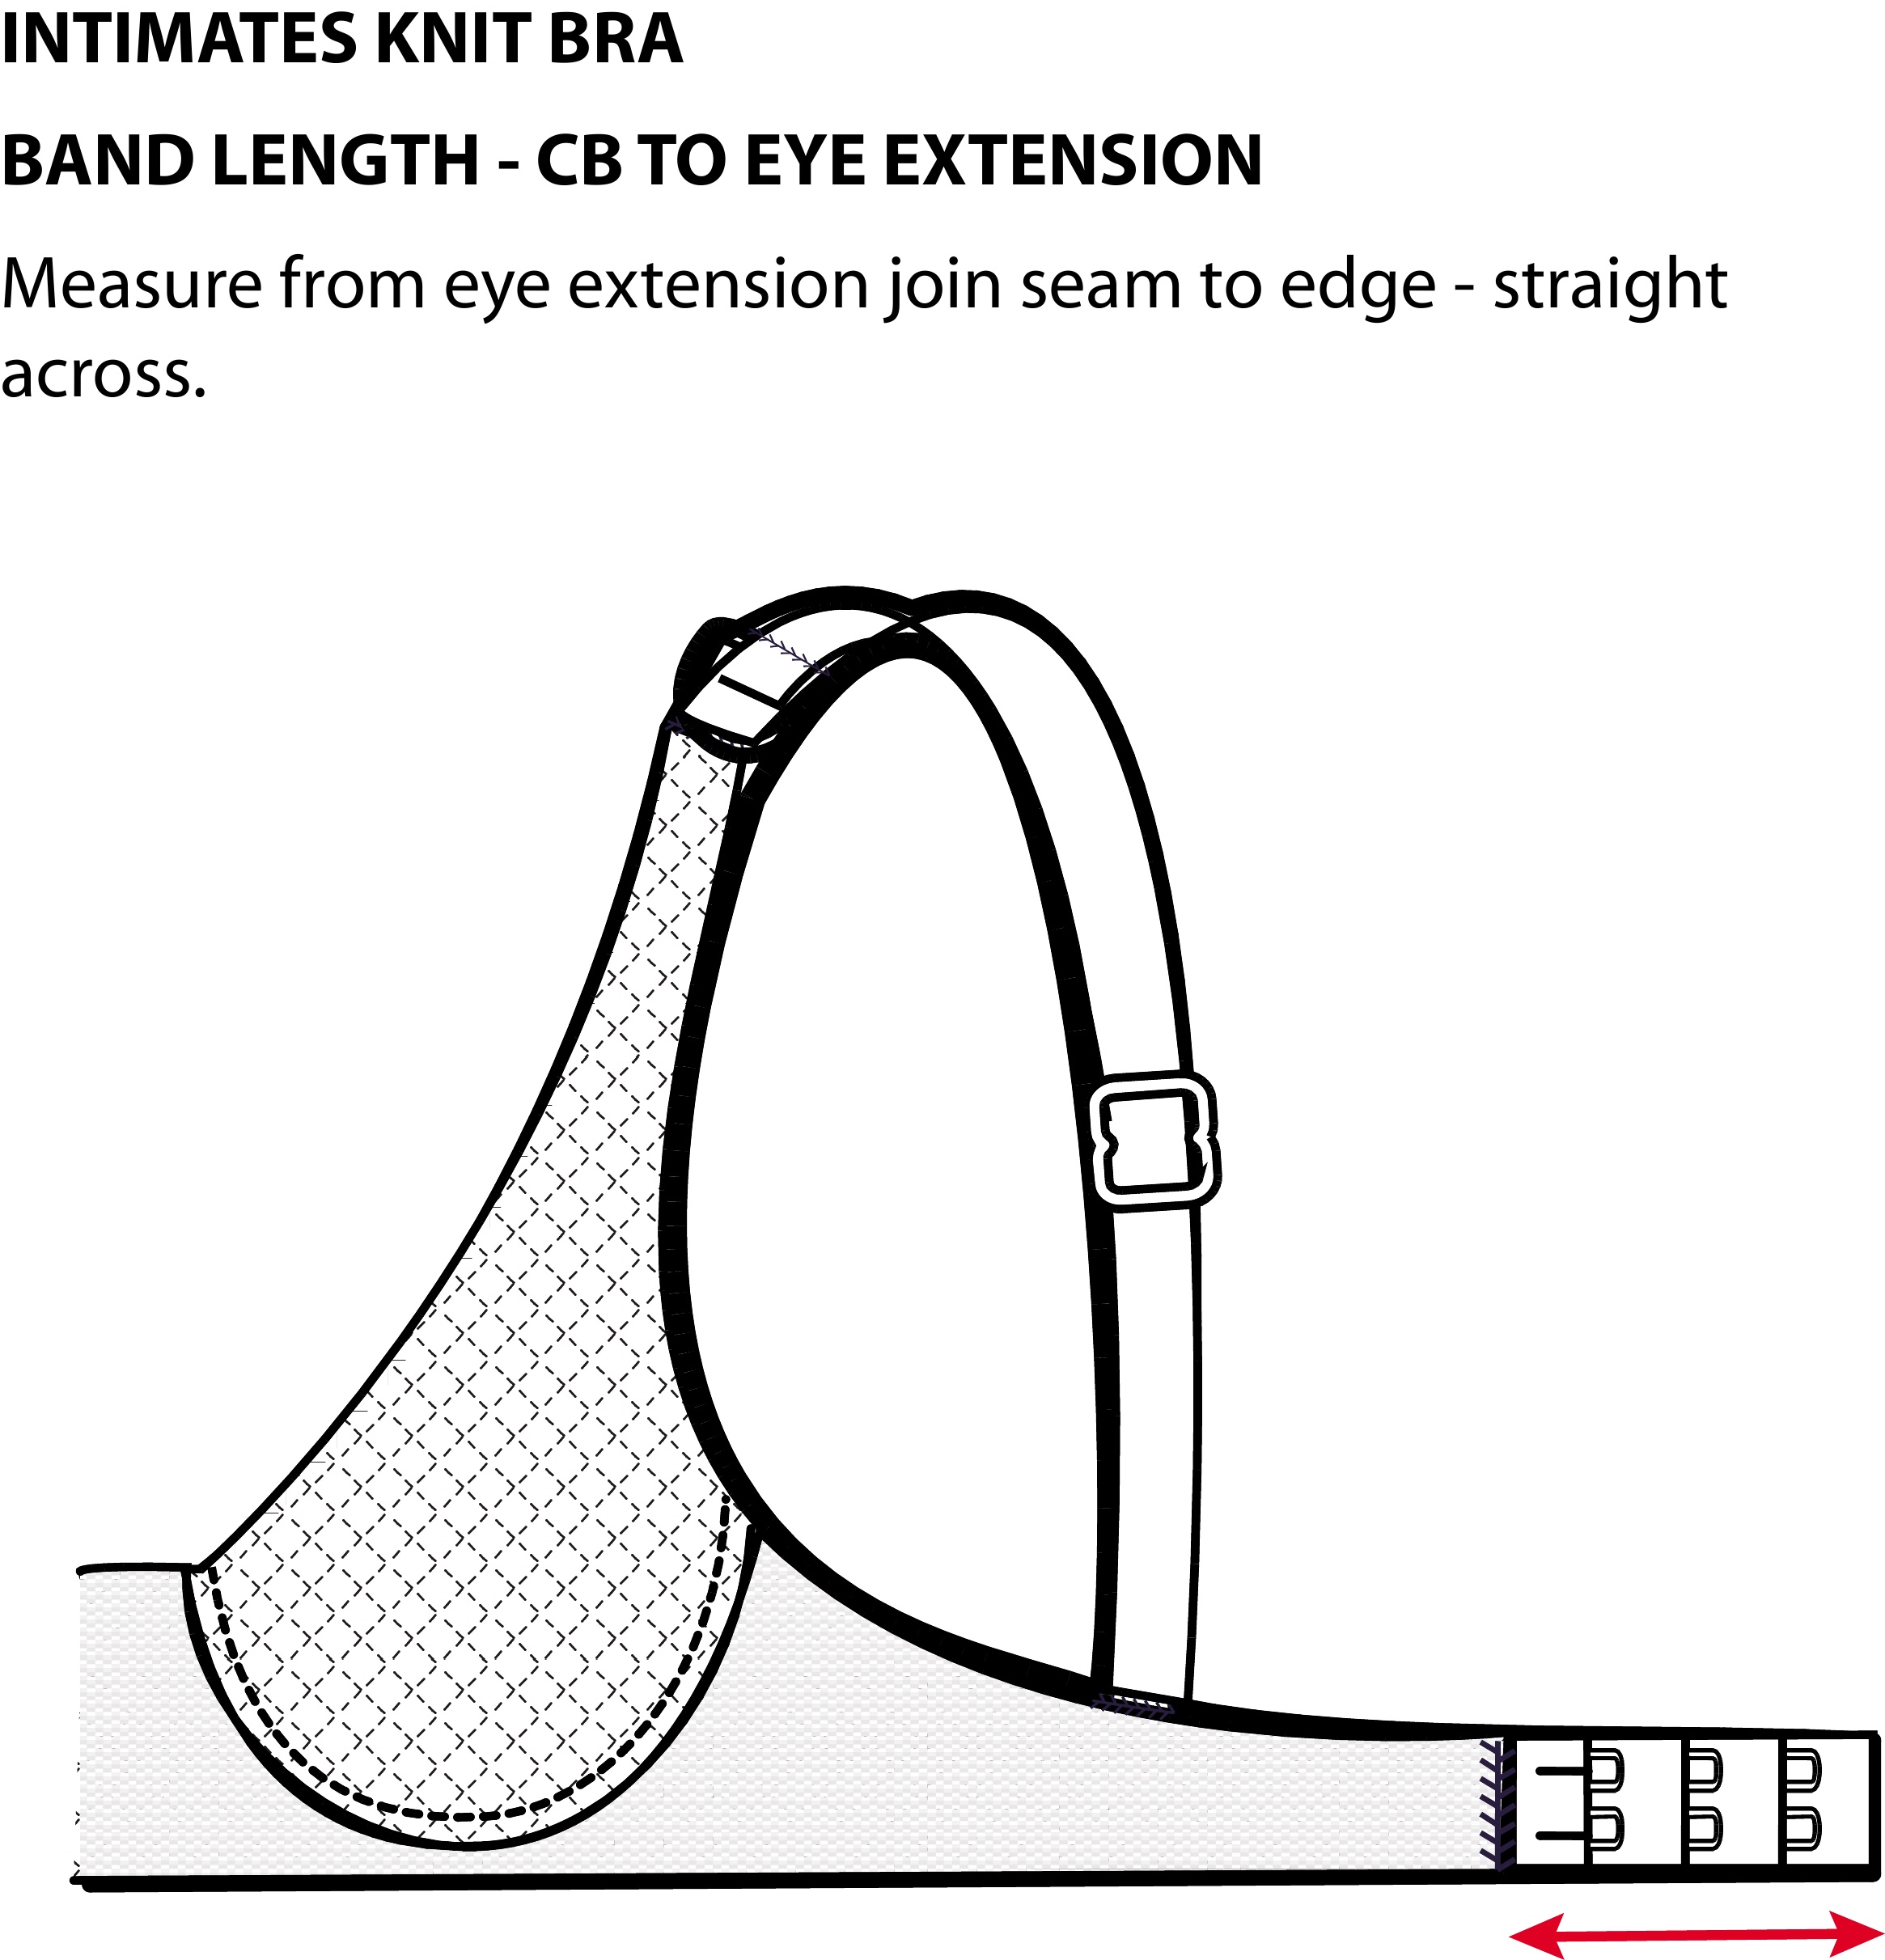 INTIMATES KNIT BRA
BAND LENGTH - CB TO EYE EXTENSION
Measure from eye extension join seam to edge - straight
across.